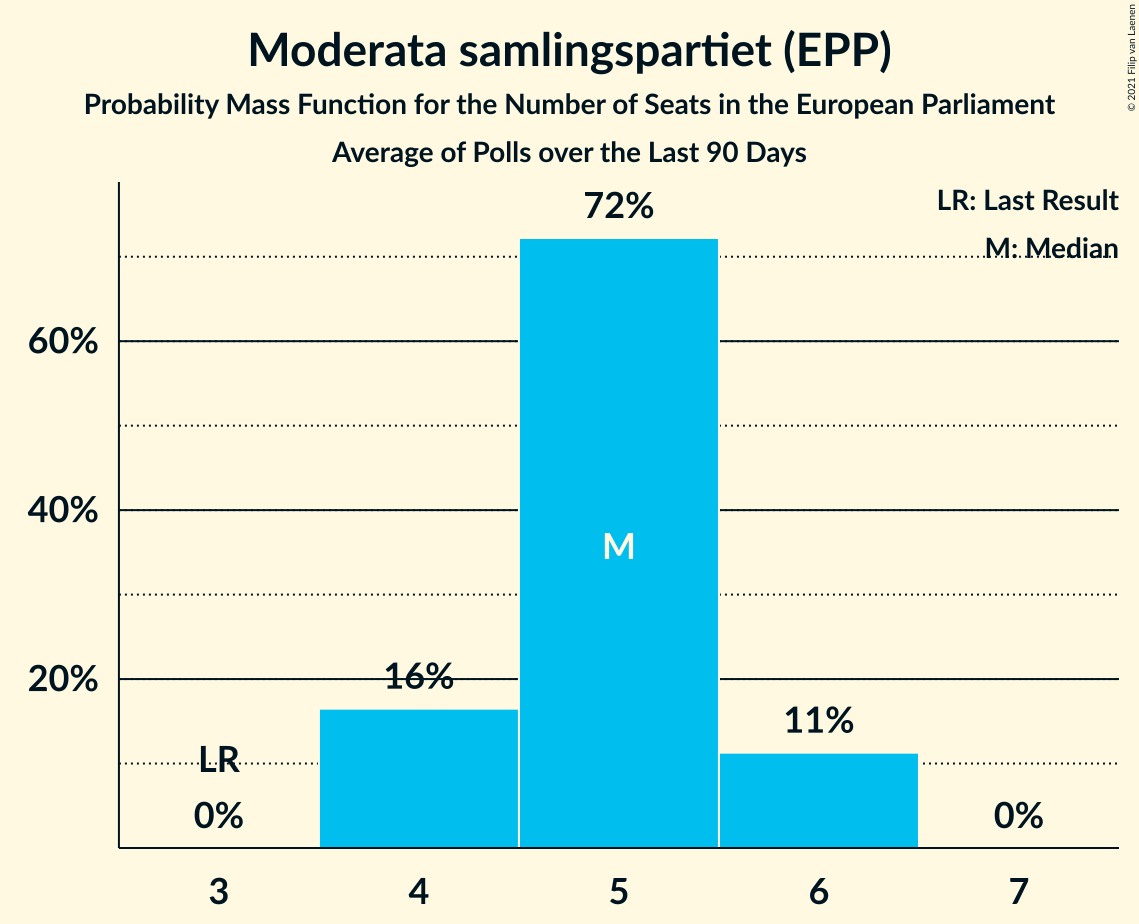 Moderata samlingspartiet (EPP)
Probability Mass Function for the Number of Seats in the European Parliament
Average of Polls over the Last 90 Days
© 2021 Filip van Laenen
LR: Last Result
M: Median
72%
60%
40%
M
20%
16%
11%
LR
0%
0%
3 4 5 6 7